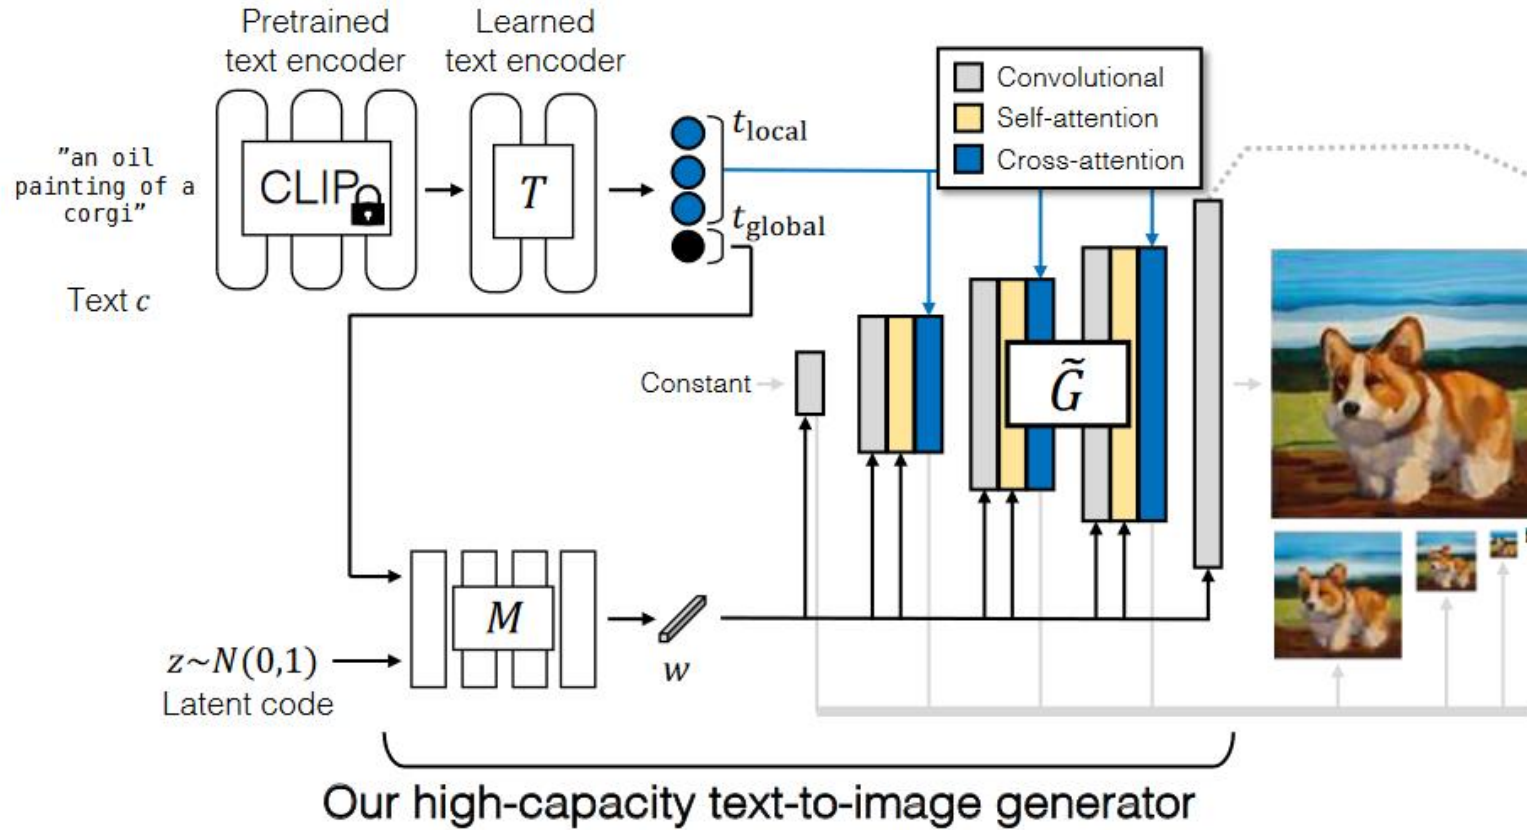 Pretrained
text encoder
Learned
text encoder
"an oil
painting of a
corgi"
CLIP
T
t_local
t_global
Text c
Convolutional
Self-attention
Cross-attention
Constant
G̃
M
z~N(0,1)
Latent code
w
Our high-capacity text-to-image generator